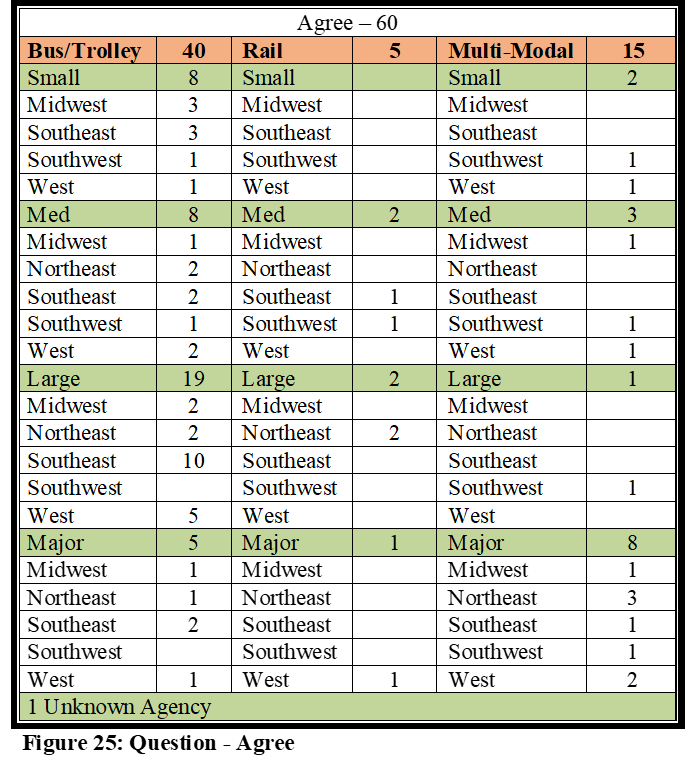 Agree – 60
Bus/Trolley 40 Rail 5 Multi-Modal 15
Small 8 Small Small 2
Midwest 3 Midwest Midwest
Southeast 3 Southeast Southeast
Southwest 1 Southwest Southwest 1
West 1 West West 1
Med 8 Med 2 Med 3
Midwest 1 Midwest Midwest 1
Northeast 2 Northeast Northeast
Southeast 2 Southeast 1 Southeast
Southwest 1 Southwest 1 Southwest 1
West 2 West West 1
Large 19 Large 2 Large 1
Midwest 2 Midwest Midwest
Northeast 2 Northeast 2 Northeast
Southeast 10 Southeast Southeast
Southwest Southwest Southwest 1
West 5 West West
Major 5 Major 1 Major 8
Midwest 1 Midwest Midwest 1
Northeast 1 Northeast Northeast 3
Southeast 2 Southeast Southeast 1
Southwest Southwest Southwest 1
West 1 West 1 West 2
1 Unknown Agency
Figure 25: Question - Agree